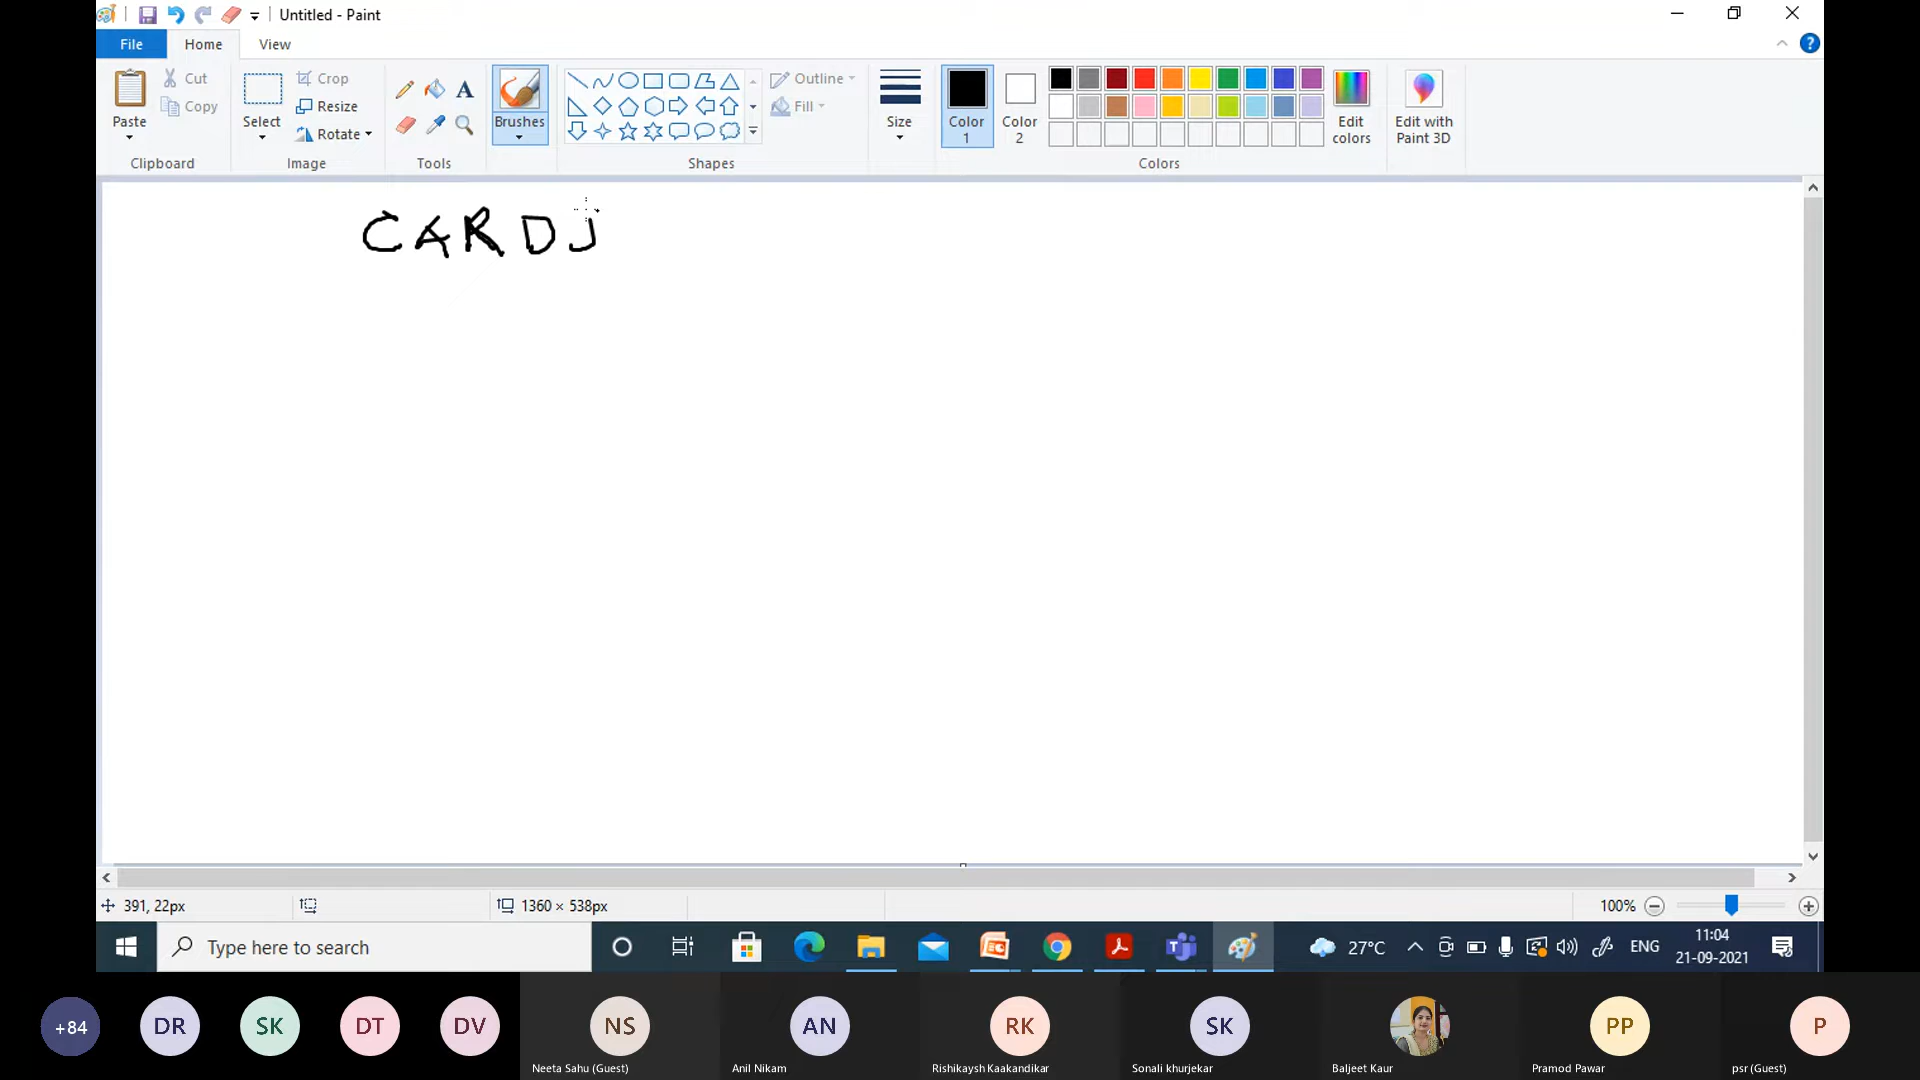 Untitled - Paint
File Home View
Paste Cut Copy Clipboard
Select Crop Resize Rotate Image
Tools
Brushes
Shapes
Outline Fill
Size
Color 1
Color 2
Colors
Edit colors
Edit with Paint 3D
CARDJ
391, 22px 1360 × 538px 100%
Type here to search 27°C ENG 11:04
21-09-2021
+84 DR SK DT DV NS AN RK SK PP P
Neeta Sahu (Guest) Anil Nikam Rishikaysh Kaakandikar Sonali khurjekar Baljeet Kaur Pramod Pawar psr (Guest)